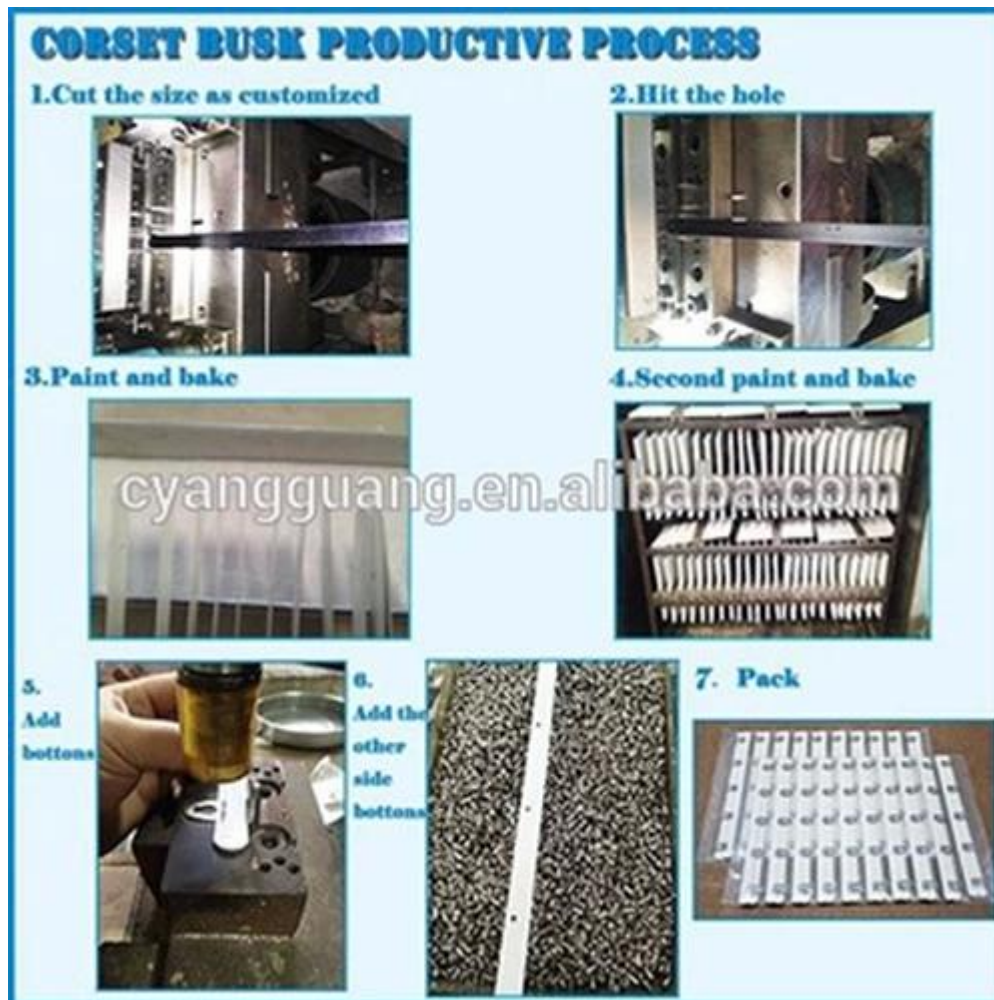 CORSET BUSK PRODUCTIVE PROCESS
1.Cut the size as customized
2.Hit the hole
3.Paint and bake
4.Second paint and bake
cyangguang.en.alibaba.com
5.
Add
bottons
6.
Add the
other
side
bottons
7. Pack